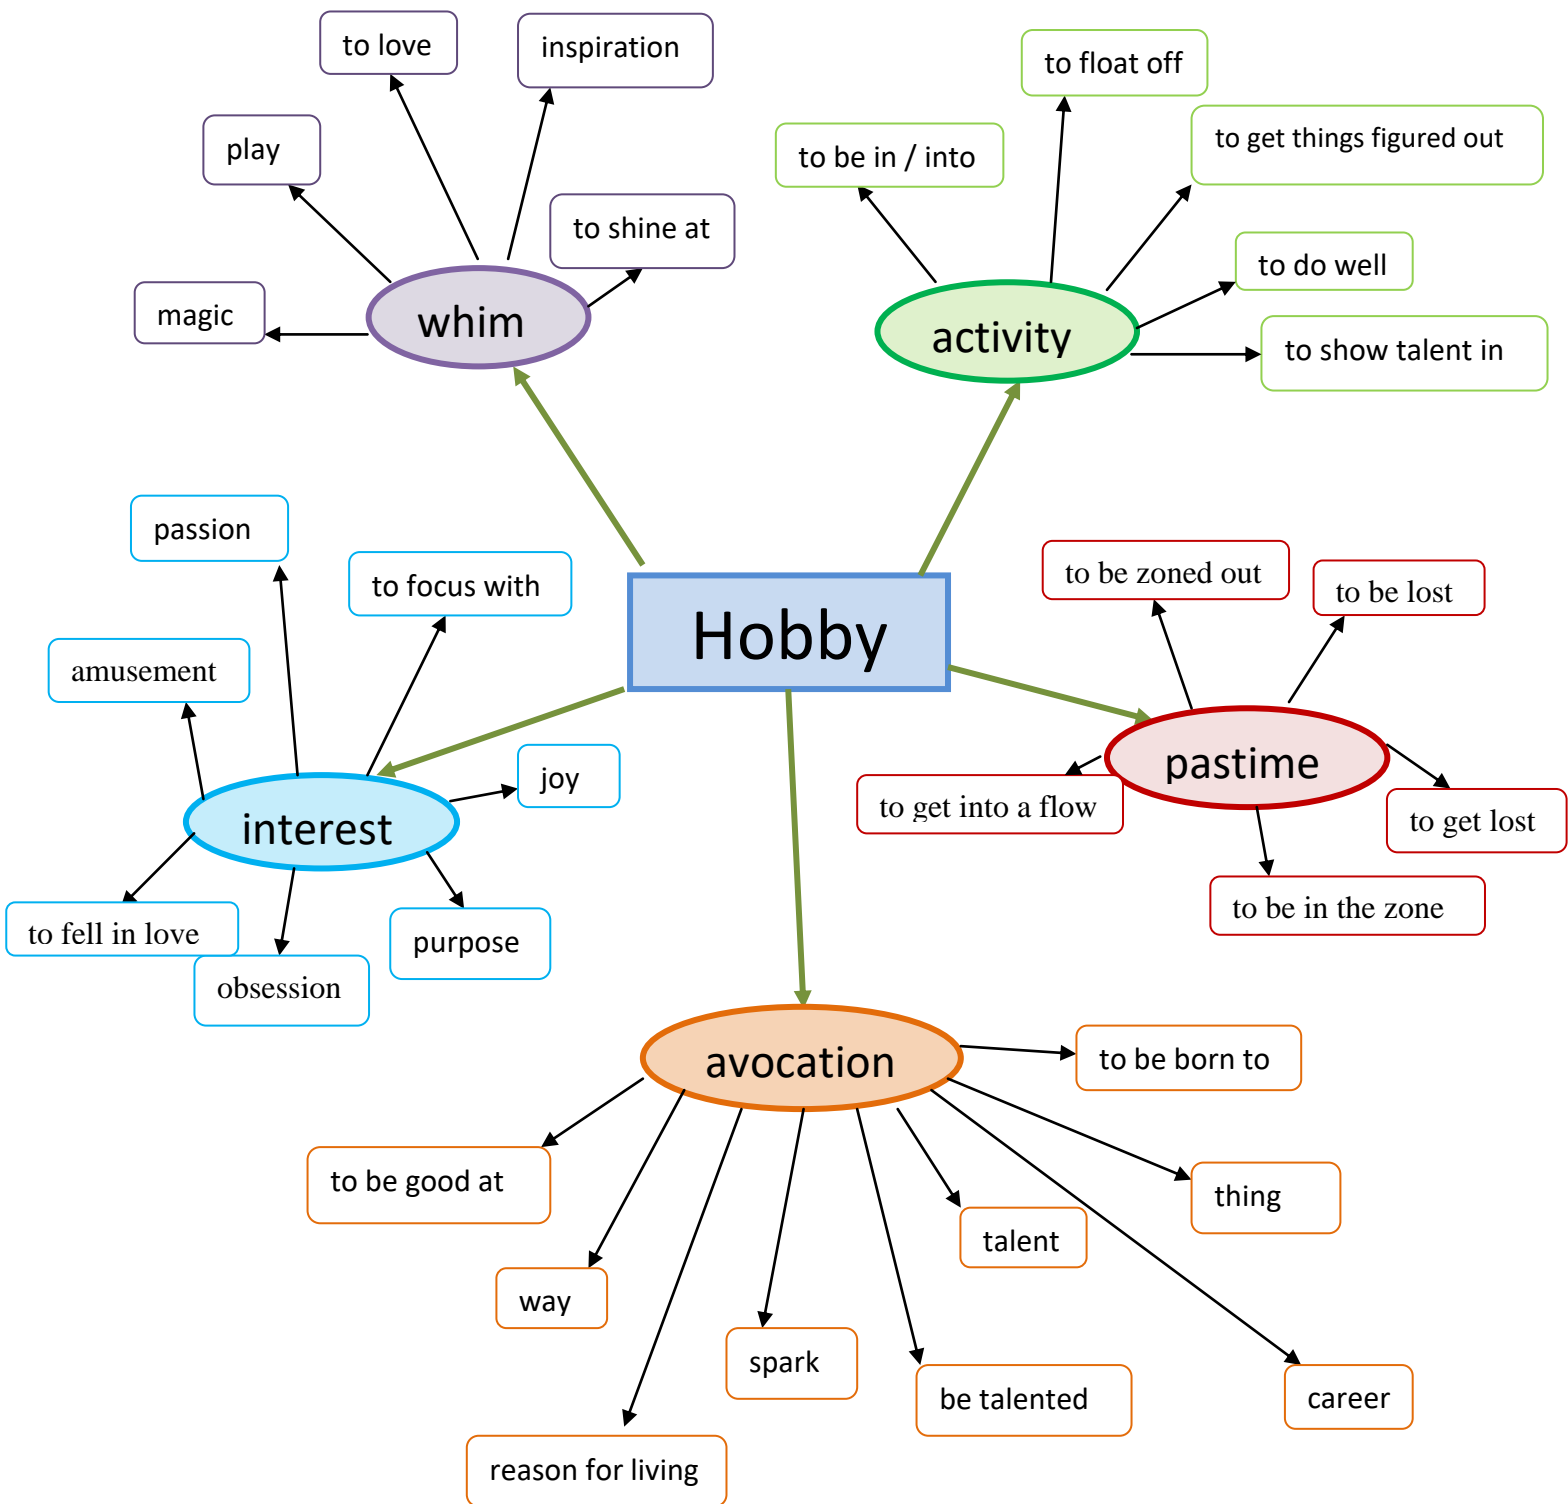 to love
inspiration
play
to shine at
magic
whim
to float off
to be in / into
to get things figured out
to do well
to show talent in
activity
Hobby
passion
to focus with
amusement
joy
interest
to fell in love
obsession
purpose
to be zoned out
to be lost
pastime
to get into a flow
to get lost
to be in the zone
avocation
to be born to
to be good at
thing
talent
way
spark
be talented
career
reason for living